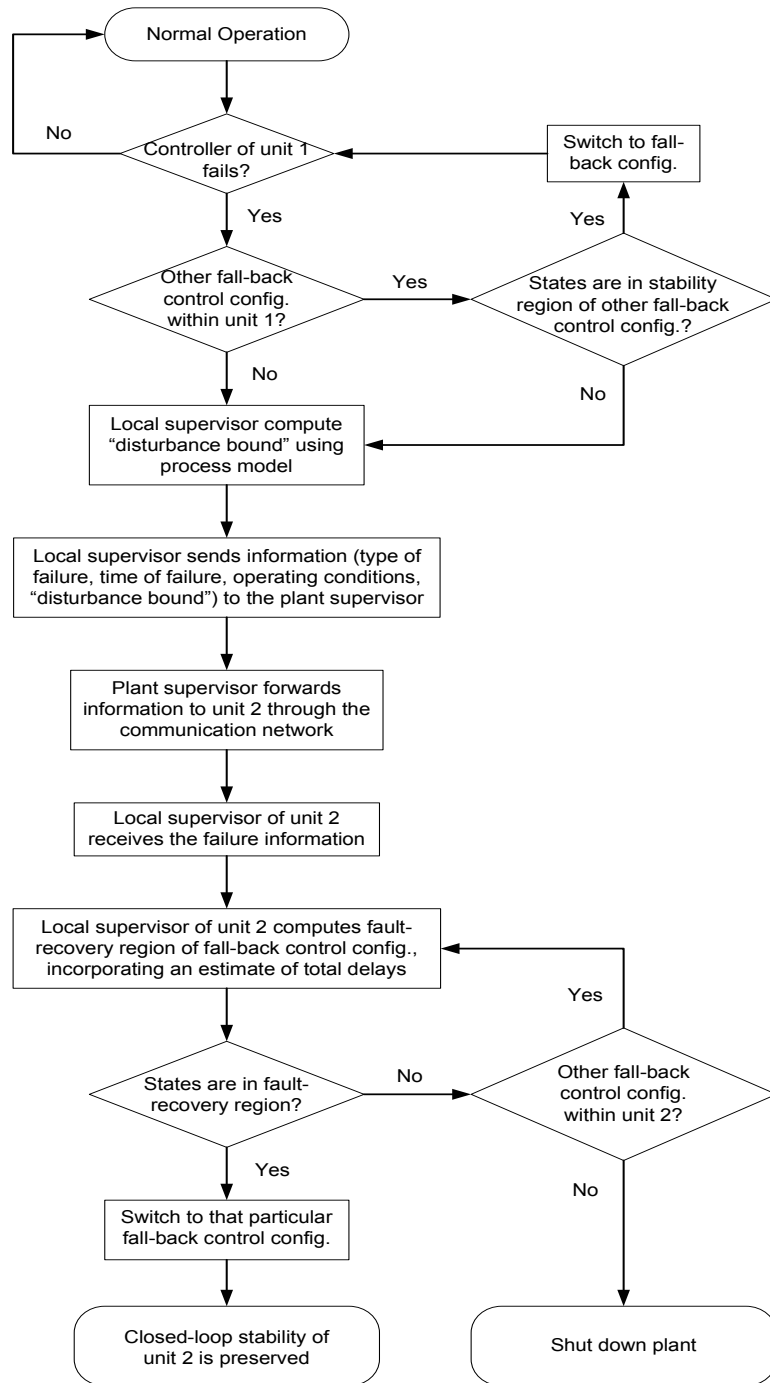 Normal Operation
No
Controller of unit 1
fails?
Switch to fall-
back config.
Yes
Yes
Other fall-back
control config.
within unit 1?
Yes
States are in stability
region of other fall-back
control config.?
No
No
Local supervisor compute
“disturbance bound” using
process model
Local supervisor sends information (type of
failure, time of failure, operating conditions,
“disturbance bound”) to the plant supervisor
Plant supervisor forwards
information to unit 2 through the
communication network
Local supervisor of unit 2
receives the failure information
Local supervisor of unit 2 computes fault-
recovery region of fall-back control config.,
incorporating an estimate of total delays
Yes
States are in fault-
recovery region?
No
Other fall-back
control config.
within unit 2?
Yes
No
Switch to that particular
fall-back control config.
Closed-loop stability of
unit 2 is preserved
Shut down plant